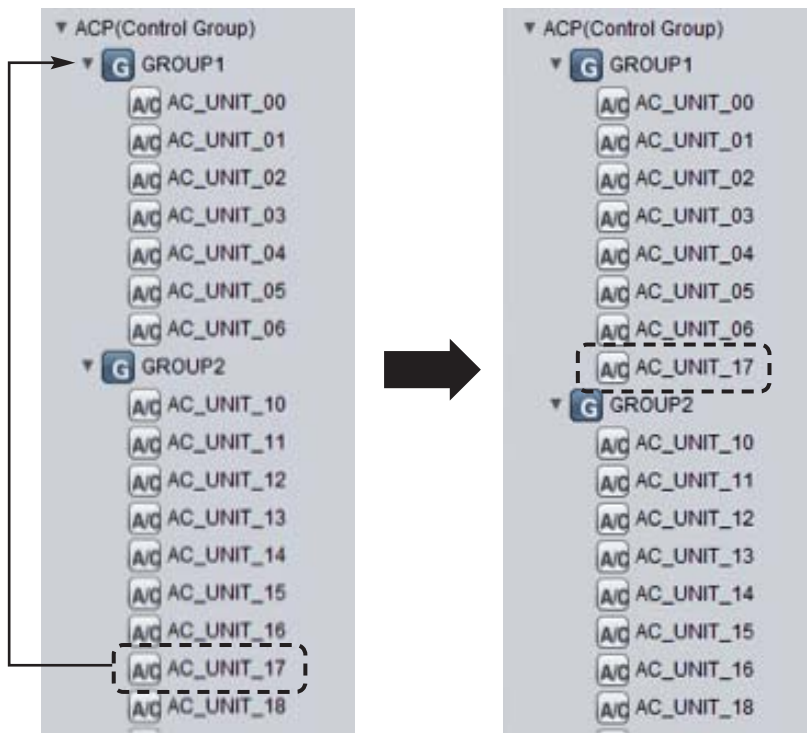 ACP(Control Group)
G GROUP1
A/C AC_UNIT_00
A/C AC_UNIT_01
A/C AC_UNIT_02
A/C AC_UNIT_03
A/C AC_UNIT_04
A/C AC_UNIT_05
A/C AC_UNIT_06
G GROUP2
A/C AC_UNIT_10
A/C AC_UNIT_11
A/C AC_UNIT_12
A/C AC_UNIT_13
A/C AC_UNIT_14
A/C AC_UNIT_15
A/C AC_UNIT_16
A/C AC_UNIT_17
A/C AC_UNIT_18
ACP(Control Group)
G GROUP1
A/C AC_UNIT_00
A/C AC_UNIT_01
A/C AC_UNIT_02
A/C AC_UNIT_03
A/C AC_UNIT_04
A/C AC_UNIT_05
A/C AC_UNIT_06
A/C AC_UNIT_17
G GROUP2
A/C AC_UNIT_10
A/C AC_UNIT_11
A/C AC_UNIT_12
A/C AC_UNIT_13
A/C AC_UNIT_14
A/C AC_UNIT_15
A/C AC_UNIT_16
A/C AC_UNIT_18